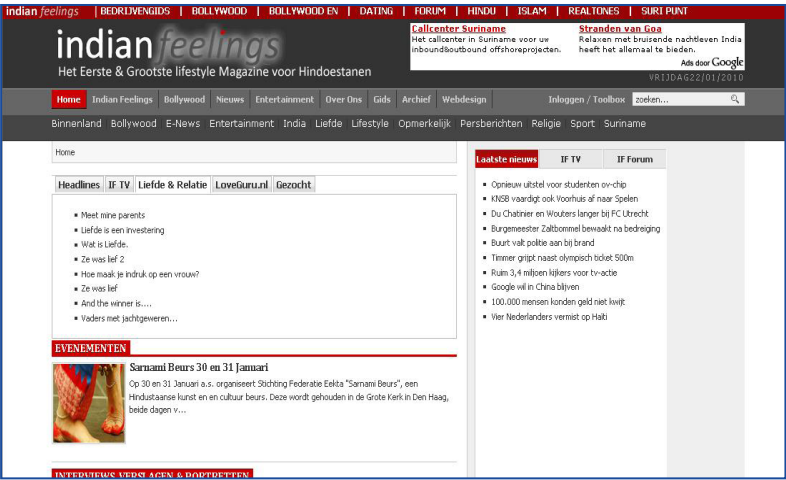 indian feelings | BEDRIJVENGIDS | BOLLYWOOD | BOLLYWOOD EN | DATING | FORUM | HINDU | ISLAM | REALTONES | SURI PUNT
indian feelings
Het Eerste & Grootste lifestyle Magazine voor Hindoestanen
Callcenter Suriname
Het callcenter in Suriname voor uw
inbound&outbound offshoreprojecten.
Stranden van Goa
Relaxen met bruisende nachtleven India
heeft het allemaal te bieden.
Ads door Google
VRIJDAG22/01/2010
Home Indian Feelings Bollywood Nieuws Entertainment Over Ons Gids Archief Webdesign Inloggen / Toolbox zoeken...
Binnenland Bollywood E-News Entertainment India Liefde Lifestyle Opmerkelijk Persberichten Religie Sport Suriname
Home
Headlines IF TV Liefde & Relatie LoveGuru.nl Gezocht
Meet mine parents
Liefde is een investering
Wat is Liefde.
Ze was lief 2
Hoe maak je indruk op een vrouw?
Ze was lief
And the winner is....
Vaders met jachtgeweren...
EVENEMENTEN
Sarnami Beurs 30 en 31 Januari
Op 30 en 31 Januari a.s. organiseert Stichting Federatie Eekta "Sarnami Beurs", een
Hindustaanse kunst en en cultuur beurs. Deze wordt gehouden in de Grote Kerk in Den Haag,
beide dagen v...
INTERVIEWS, VERSLAGEN & PORTRETTEN
Laatste nieuws IF TV IF Forum
Opnieuw uitstel voor studenten ov-chip
KNSB vaardigt ook Voorhuis af naar Spelen
Du Chatinier en Wouters langer bij FC Utrecht
Burgemeester Zaltbommel bewaakt na bedreiging
Buurt valt politie aan bij brand
Timmer grijpt naast olympisch ticket 500m
Ruim 3,4 miljoen kijkers voor tv-actie
Google wil in China blijven
100.000 mensen konden geld niet kwijt
Vier Nederlanders vermist op Haïti